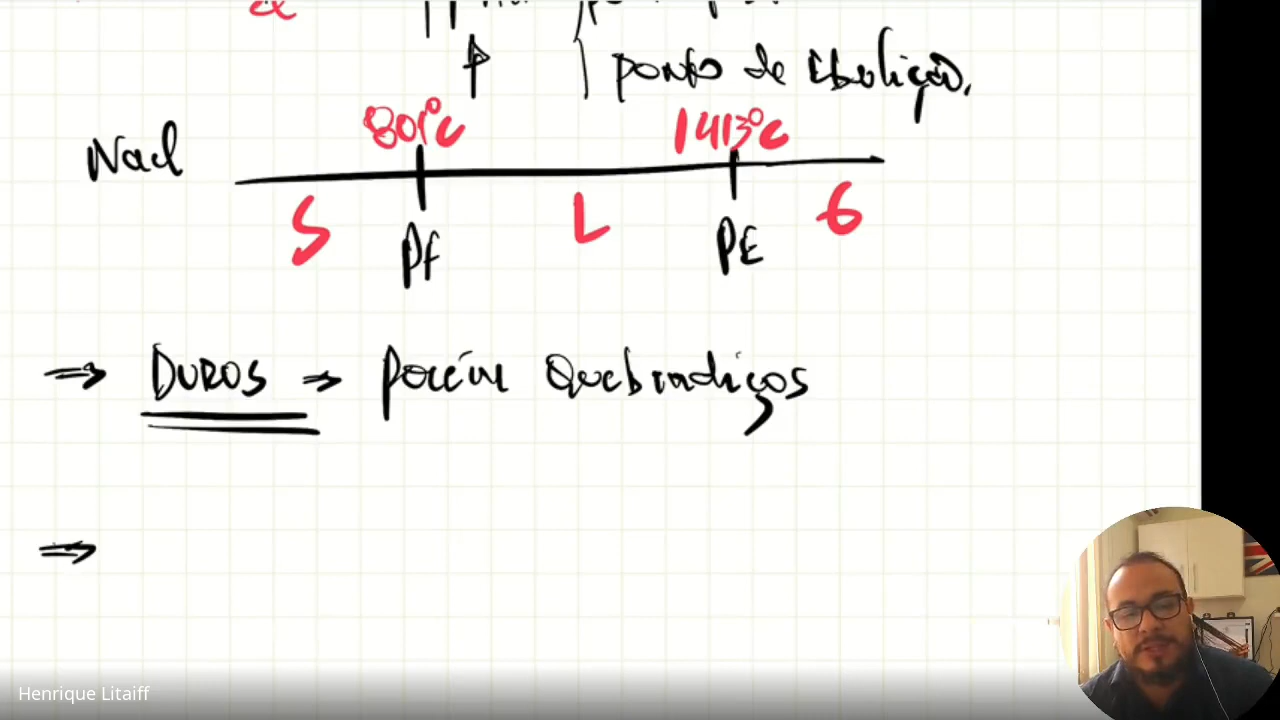 ponto de Ebulição.
NaCl 801°C 1413°C
S L G
PF PE
⇒ DUROS ⇒ Porém Quebradiços
⇒
Henrique Litaiff